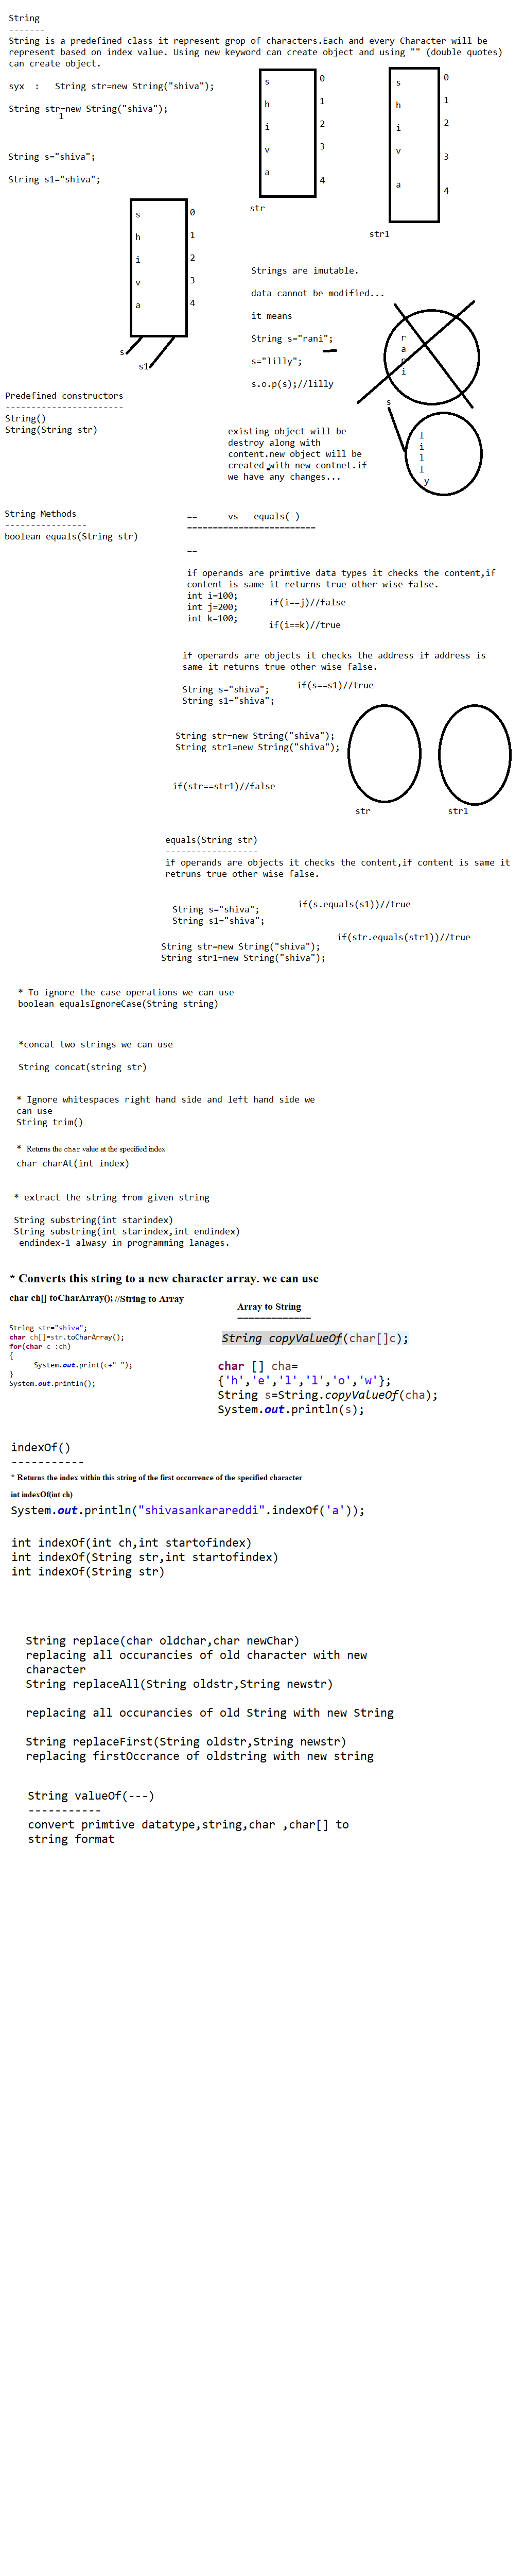 String
-------
String is a predefined class it represent grop of characters.Each and every Character will be
represent based on index value. Using new keyword can create object and using "" (double quotes)
can create object.
syx  :   String str=new String("shiva");
String str=new String("shiva");
1
String s="shiva";
String s1="shiva";
s 0
h 1
i 2
v 3
a 4
str
s 0
h 1
i 2
v 3
a 4
str1
s 0
h 1
i 2
v 3
a 4
s
s1
Strings are imutable.
data cannot be modified...
it means
String s="rani";
s="lilly";
s.o.p(s);//lilly
r
a
n
i
s
l
i
l
l
y
existing object will be
destroy along with
content.new object will be
created with new contnet.if
we have any changes...
Predefined constructors
-----------------------
String()
String(String str)
String Methods
----------------
boolean equals(String str)
==      vs   equals(-)
=========================
==
if operands are primtive data types it checks the content,if
content is same it returns true other wise false.
int i=100;
int j=200;
int k=100;
if(i==j)//false
if(i==k)//true
if operards are objects it checks the address if address is
same it returns true other wise false.
String s="shiva";
String s1="shiva";
if(s==s1)//true
String str=new String("shiva");
String str1=new String("shiva");
if(str==str1)//false
str
str1
equals(String str)
------------------
if operands are objects it checks the content,if content is same it
retruns true other wise false.
String s="shiva";
String s1="shiva";
if(s.equals(s1))//true
if(str.equals(str1))//true
String str=new String("shiva");
String str1=new String("shiva");
* To ignore the case operations we can use
boolean equalsIgnoreCase(String string)
*concat two strings we can use
String concat(string str)
* Ignore whitespaces right hand side and left hand side we
can use
String trim()
* Returns the char value at the specified index
char charAt(int index)
* extract the string from given string
String substring(int starindex)
String substring(int starindex,int endindex)
endindex-1 alwasy in programming lanages.
* Converts this string to a new character array. we can use
char ch[] toCharArray(); //String to Array
String str="shiva";
char ch[]=str.toCharArray();
for(char c :ch)
{
System.out.print(c+" ");
}
System.out.println();
Array to String
=============
String copyValueOf(char[]c);
char [] cha=
{'h','e','l','l','o','w'};
String s=String.copyValueOf(cha);
System.out.println(s);
indexOf()
-----------
* Returns the index within this string of the first occurrence of the specified character
int indexOf(int ch)
System.out.println("shivasankarareddi".indexOf('a'));
int indexOf(int ch,int startofindex)
int indexOf(String str,int startofindex)
int indexOf(String str)
String replace(char oldchar,char newChar)
replacing all occurancies of old character with new
character
String replaceAll(String oldstr,String newstr)
replacing all occurancies of old String with new String
String replaceFirst(String oldstr,String newstr)
replacing firstOccrance of oldstring with new string
String valueOf(---)
-----------
convert primtive datatype,string,char ,char[] to
string format